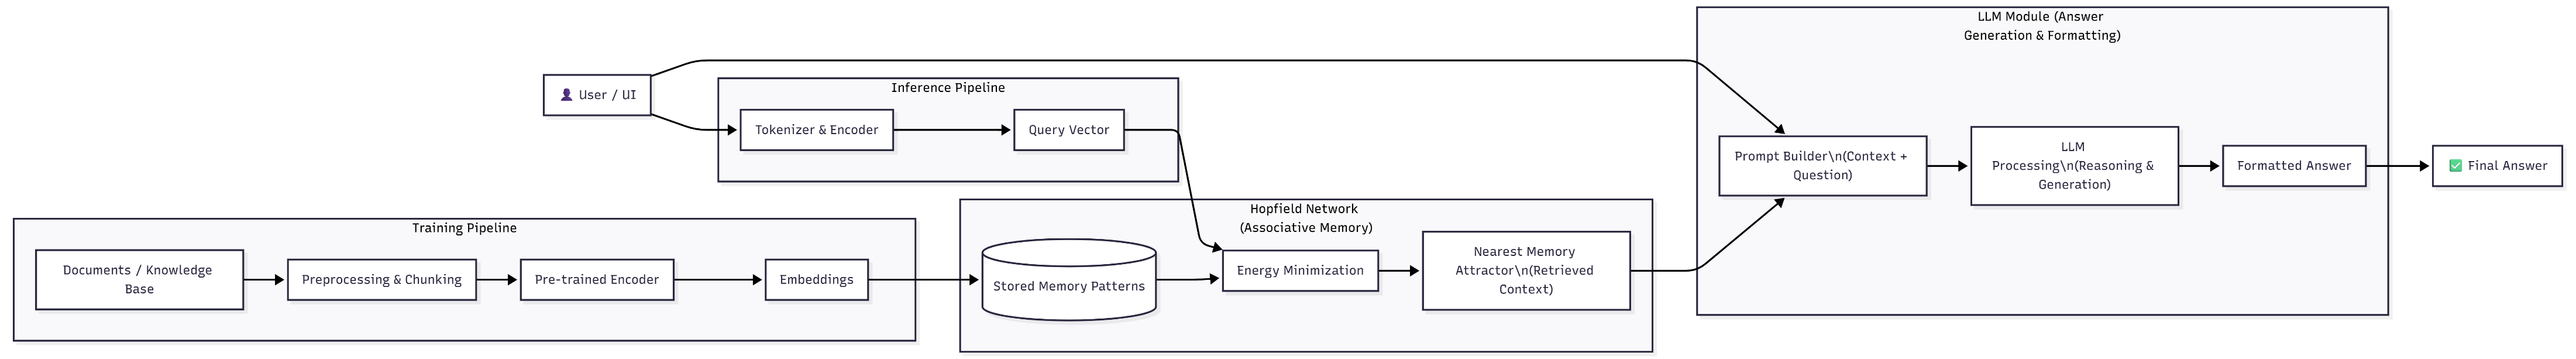 LLM Module (Answer
Generation & Formatting)
User / UI
Inference Pipeline
Tokenizer & Encoder
Query Vector
Prompt Builder\n(Context +
Question)
LLM
Processing\n(Reasoning &
Generation)
Formatted Answer
✅ Final Answer
Training Pipeline
Documents / Knowledge
Base
Preprocessing & Chunking
Pre-trained Encoder
Embeddings
Hopfield Network
(Associative Memory)
Stored Memory Patterns
Energy Minimization
Nearest Memory
Attractor\n(Retrieved
Context)